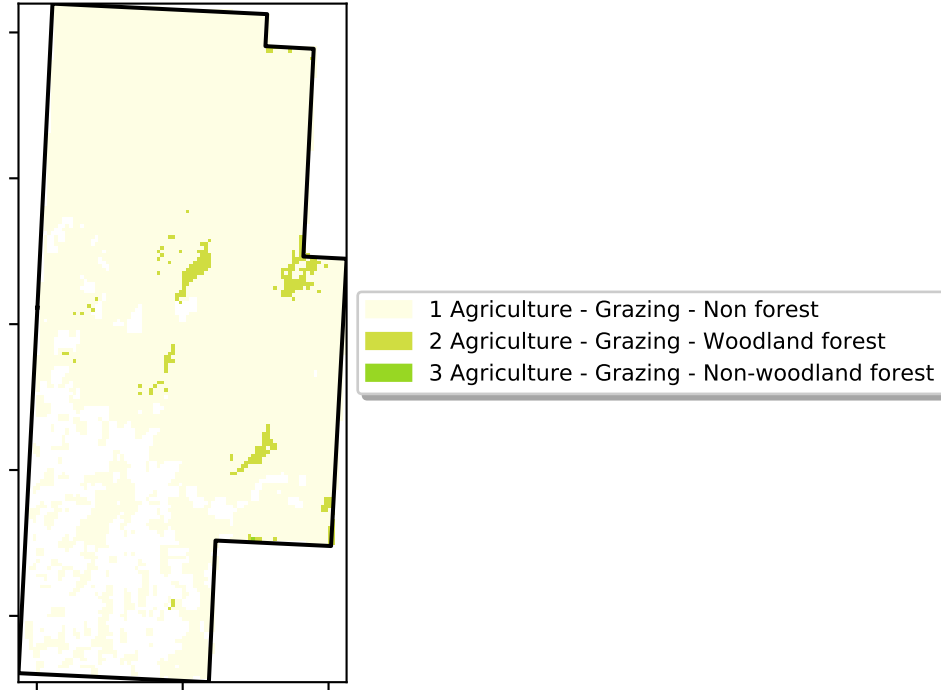 1 Agriculture - Grazing - Non forest
2 Agriculture - Grazing - Woodland forest
3 Agriculture - Grazing - Non-woodland forest